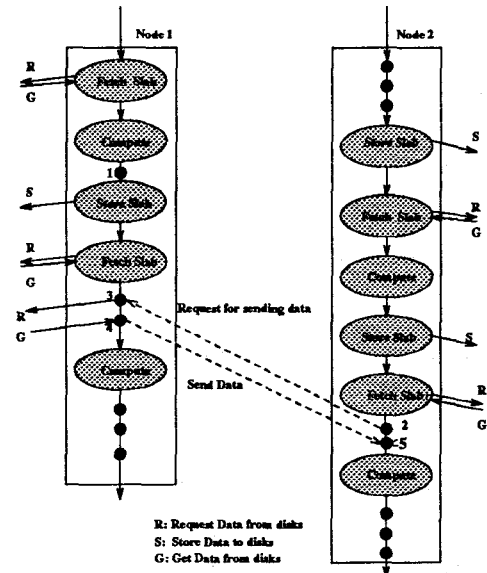 Node 1
R
G
Fetch Slab
Compute
1
S
Store Slab
R
G
Fetch Slab
3
R
G
4
Compute
Request for sending data
Send Data
Node 2
Store Slab
S
Fetch Slab
R
G
Compute
Store Slab
S
Fetch Slab
R
G
2
5
Compute
R: Request Data from disks
S: Store Data to disks
G: Get Data from disks